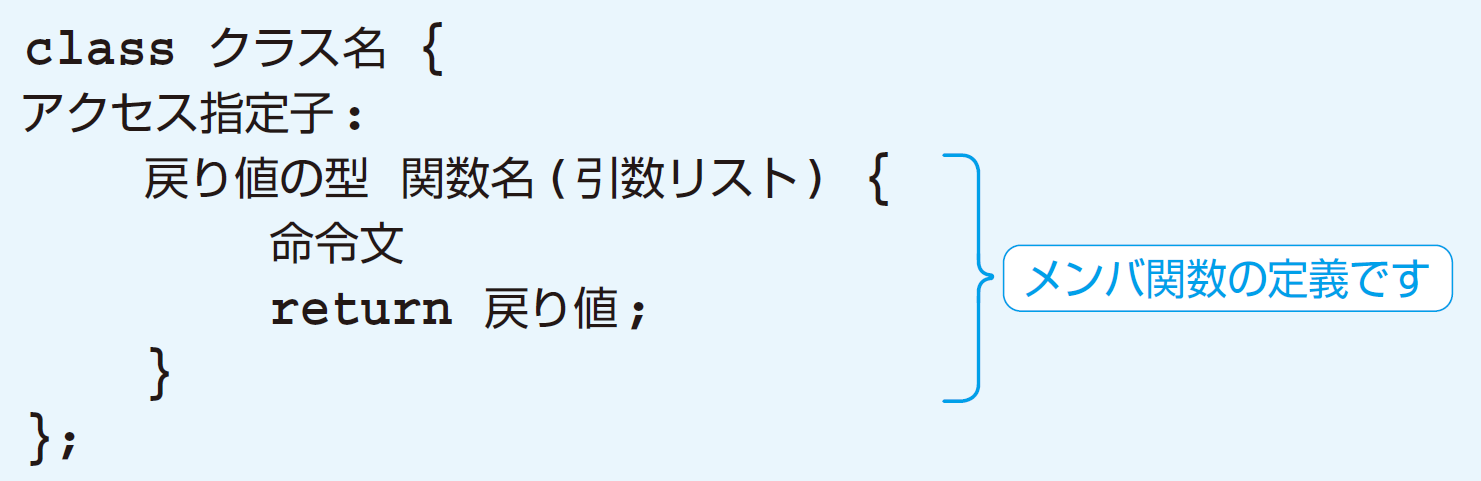 class クラス名 {
アクセス指定子:
戻り値の型 関数名(引数リスト) {
命令文
return 戻り値;
}
};
メンバ関数の定義です